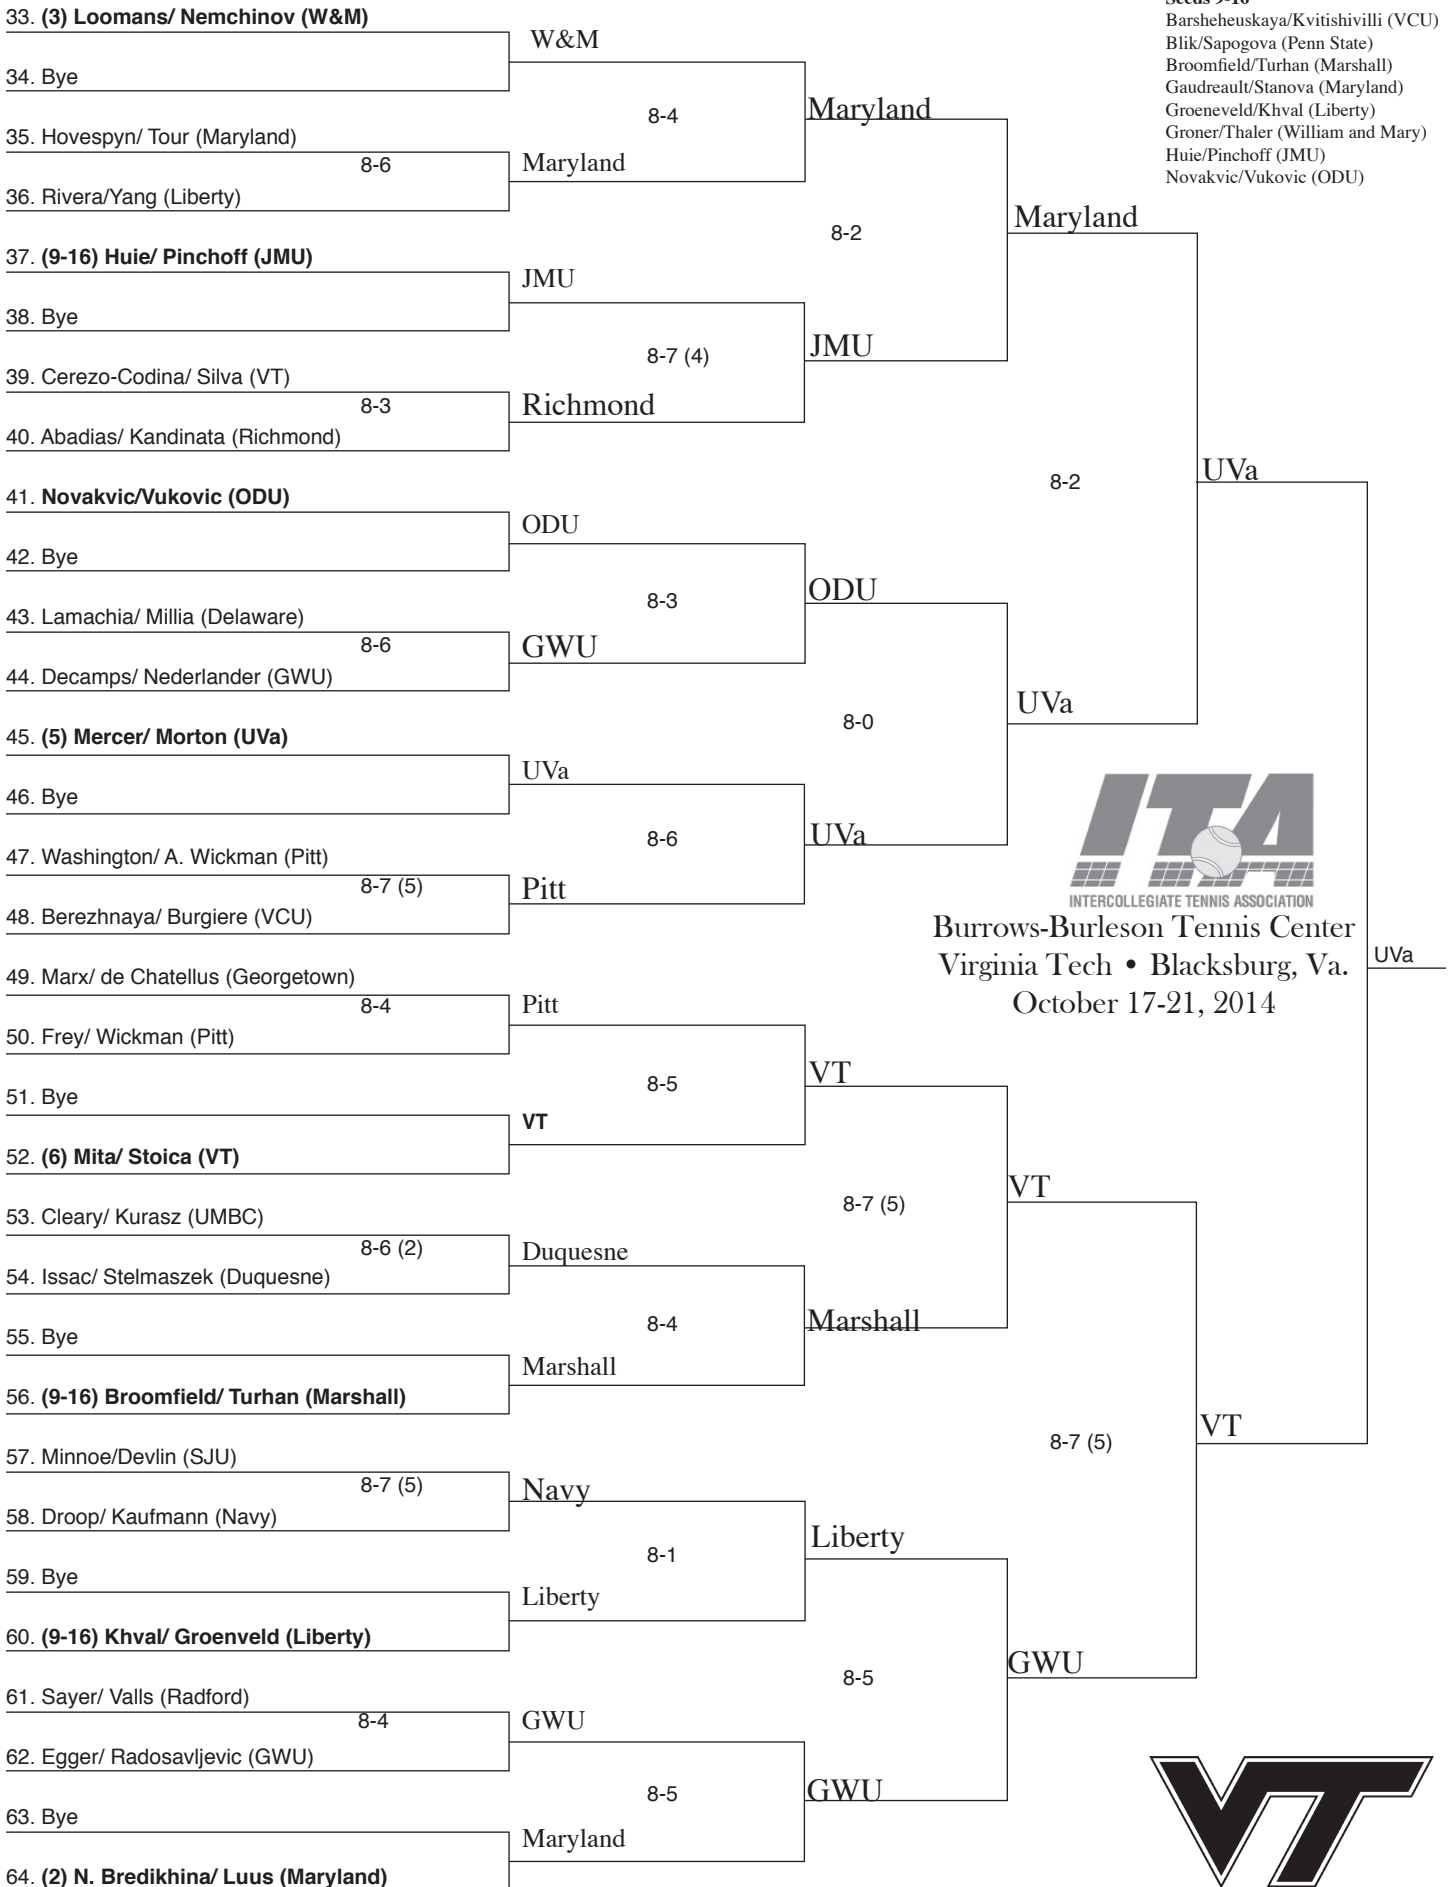 Seeds 9-16
Barsheheuskaya/Kvitishivilli (VCU)
Blik/Sapogova (Penn State)
Broomfield/Turhan (Marshall)
Gaudreault/Stanova (Maryland)
Groeneveld/Khval (Liberty)
Groner/Thaler (William and Mary)
Huie/Pinchoff (JMU)
Novakvic/Vukovic (ODU)
33. (3) Loomans/ Nemchinov (W&M)
34. Bye
35. Hovespyn/ Tour (Maryland)
8-6
36. Rivera/Yang (Liberty)
37. (9-16) Huie/ Pinchoff (JMU)
38. Bye
39. Cerezo-Codina/ Silva (VT)
8-3
40. Abadias/ Kandinata (Richmond)
41. Novakvic/Vukovic (ODU)
42. Bye
43. Lamachia/ Millia (Delaware)
8-6
44. Decamps/ Nederlander (GWU)
45. (5) Mercer/ Morton (UVa)
46. Bye
47. Washington/ A. Wickman (Pitt)
8-7 (5)
48. Berezhnaya/ Burgiere (VCU)
49. Marx/ de Chatellus (Georgetown)
8-4
50. Frey/ Wickman (Pitt)
51. Bye
52. (6) Mita/ Stoica (VT)
53. Cleary/ Kurasz (UMBC)
8-6 (2)
54. Issac/ Stelmaszek (Duquesne)
55. Bye
56. (9-16) Broomfield/ Turhan (Marshall)
57. Minnoe/Devlin (SJU)
8-7 (5)
58. Droop/ Kaufmann (Navy)
59. Bye
60. (9-16) Khval/ Groenveld (Liberty)
61. Sayer/ Valls (Radford)
8-4
62. Egger/ Radosavljevic (GWU)
63. Bye
64. (2) N. Bredikhina/ Luus (Maryland)
W&M
8-4
Maryland
JMU
8-7 (4)
Richmond
ODU
8-3
GWU
UVa
8-6
Pitt
Pitt
8-5
VT
Duquesne
8-4
Marshall
Navy
8-1
Liberty
GWU
8-5
Maryland
Maryland
8-2
JMU
ODU
8-0
UVa
VT
8-7 (5)
Marshall
Liberty
8-5
GWU
Maryland
8-2
UVa
VT
8-7 (5)
GWU
UVa
VT
UVa
ITA
INTERCOLLEGIATE TENNIS ASSOCIATION
Burrows-Burleson Tennis Center
Virginia Tech • Blacksburg, Va.
October 17-21, 2014
VT